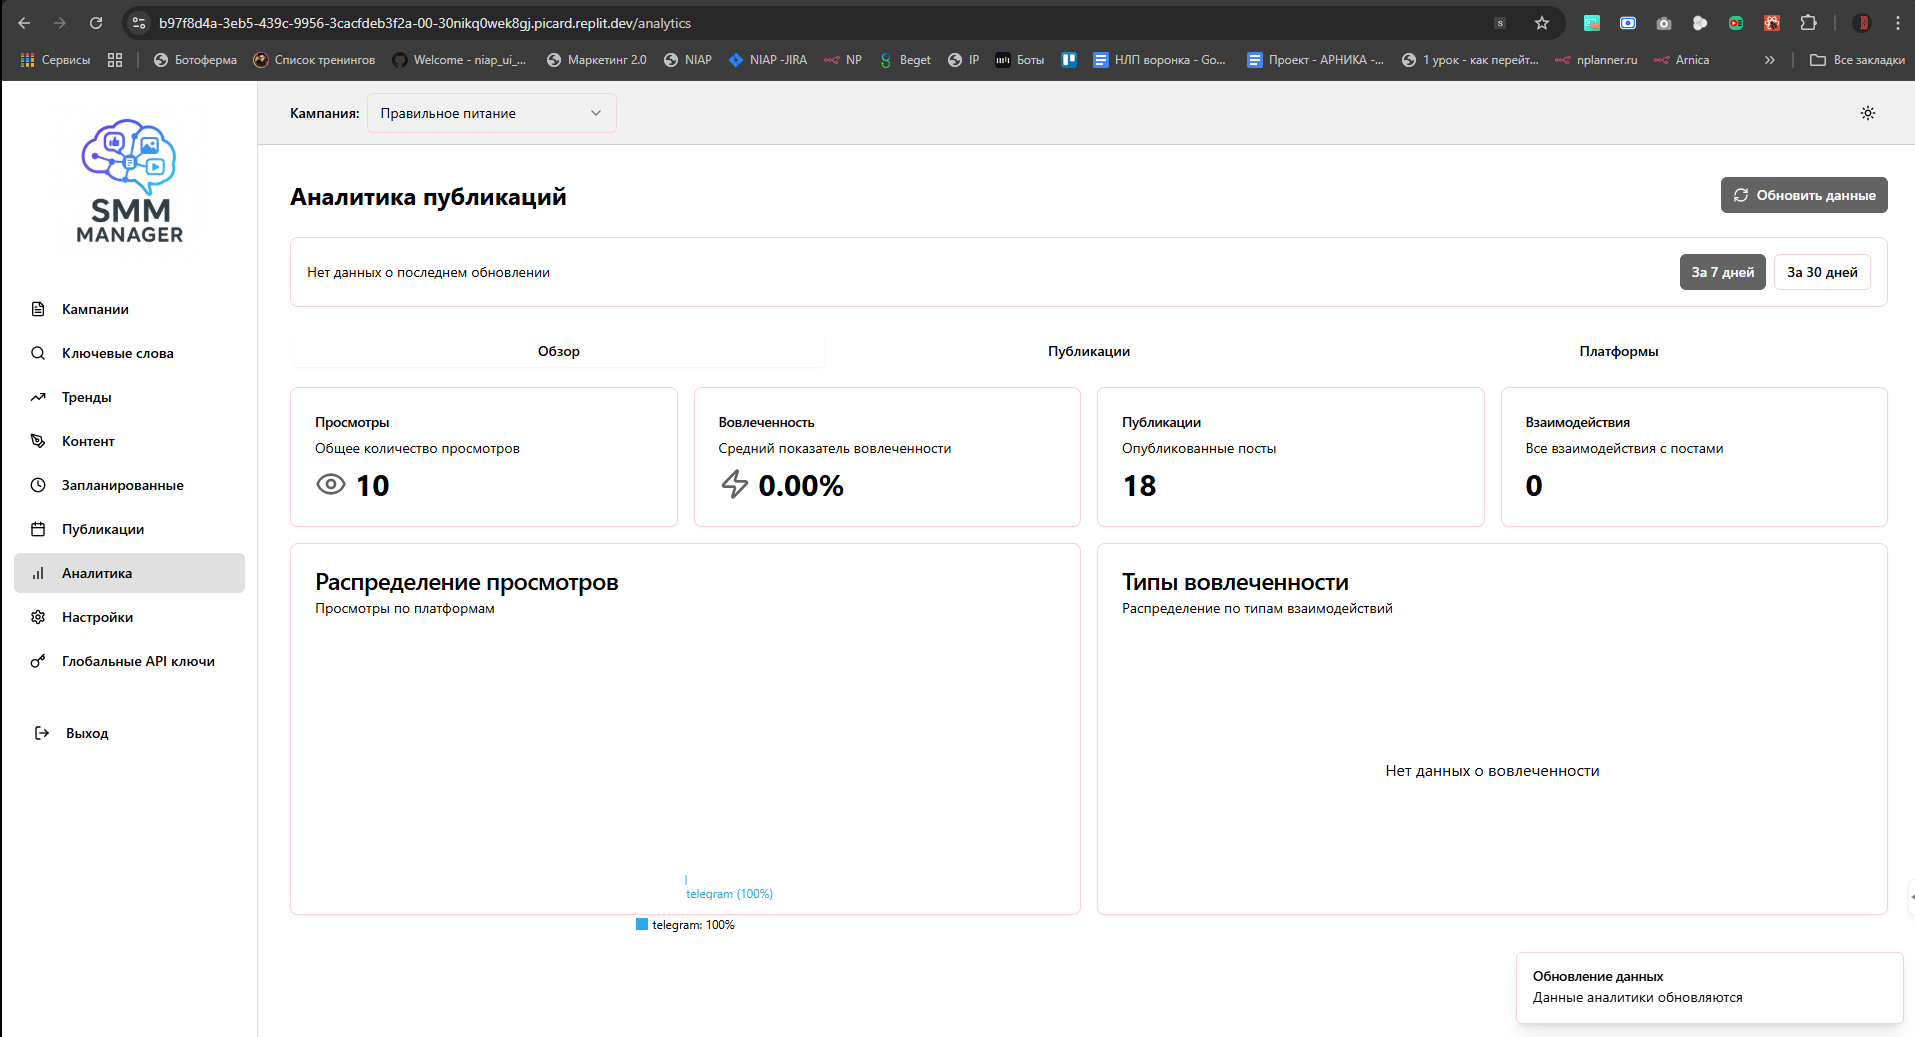 b97f8d4a-3eb5-439c-9956-3cacfdeb3f2a-00-30nikq0wek8gj.picard.replit.dev/analytics
Сервисы
Ботоферма
Список тренингов
Welcome - niap_ui_...
Маркетинг 2.0
NIAP
NIAP -JIRA
NP
Beget
IP
Боты
НЛП воронка - Go...
Проект - АРНИКА -...
1 урок - как перейт...
nplanner.ru
Arnica
Все закладки
SMM
MANAGER
Кампания:
Правильное питание
Кампании
Ключевые слова
Тренды
Контент
Запланированные
Публикации
Аналитика
Настройки
Глобальные API ключи
Выход
Аналитика публикаций
Обновить данные
Нет данных о последнем обновлении
За 7 дней
За 30 дней
Обзор
Публикации
Платформы
Просмотры
Общее количество просмотров
10
Вовлеченность
Средний показатель вовлеченности
0.00%
Публикации
Опубликованные посты
18
Взаимодействия
Все взаимодействия с постами
0
Распределение просмотров
Просмотры по платформам
telegram (100%)
telegram: 100%
Типы вовлеченности
Распределение по типам взаимодействий
Нет данных о вовлеченности
Обновление данных
Данные аналитики обновляются